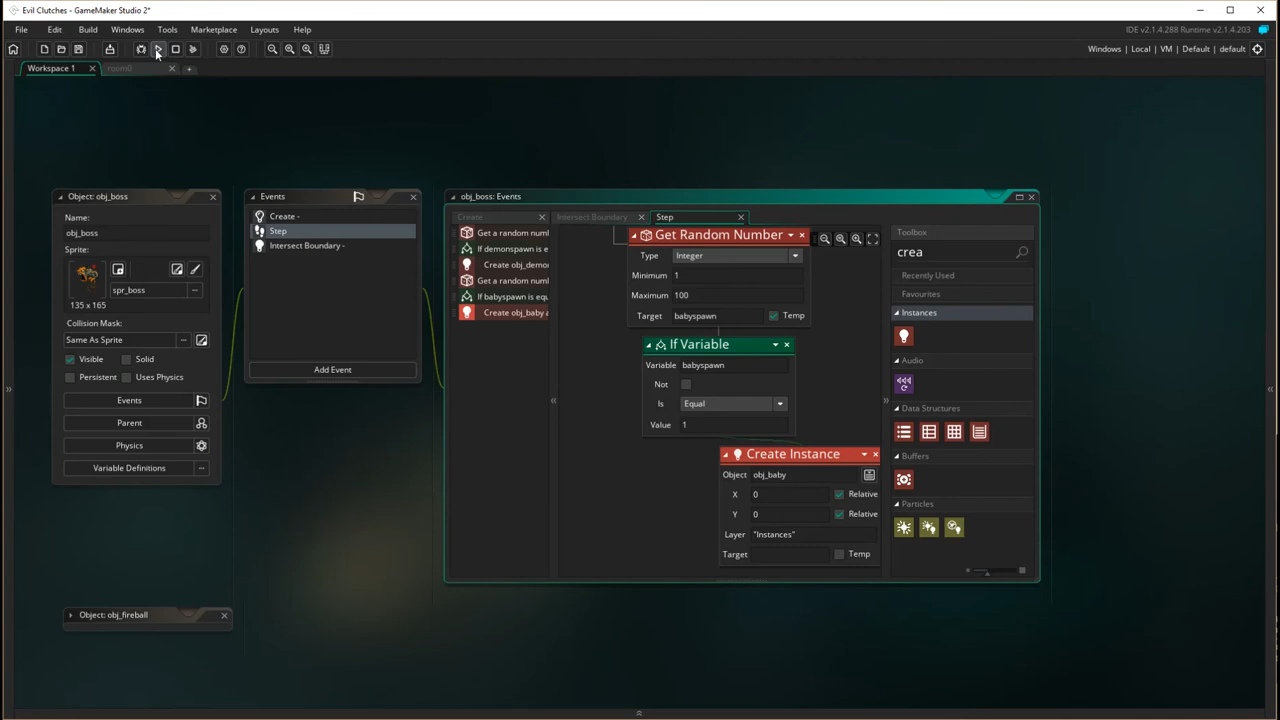 Evil Clutches - GameMaker Studio 2*
File Edit Build Windows Tools Marketplace Layouts Help
IDE v2.1.4.288 Runtime v2.1.4.203
Windows | Local | VM | Default | default
Workspace 1
room0
Object: obj_boss
Name:
obj_boss
Sprite:
spr_boss
135 x 165
Collision Mask:
Same As Sprite
Visible Solid
Persistent Uses Physics
Events
Parent
Physics
Variable Definitions
Object: obj_fireball
Events
Create -
Step
Intersect Boundary -
Add Event
obj_boss: Events
Create Intersect Boundary Step
Get a random numl
If demonspawn is e
Create obj_demo
Get a random numl
If babyspawn is equ
Create obj_baby a
Get Random Number
Type Integer
Minimum 1
Maximum 100
Target babyspawn Temp
If Variable
Variable babyspawn
Not
Is Equal
Value 1
Create Instance
Object obj_baby
X 0 Relative
Y 0 Relative
Layer "Instances"
Target Temp
Toolbox
crea
Recently Used
Favourites
Instances
Audio
Data Structures
Buffers
Particles